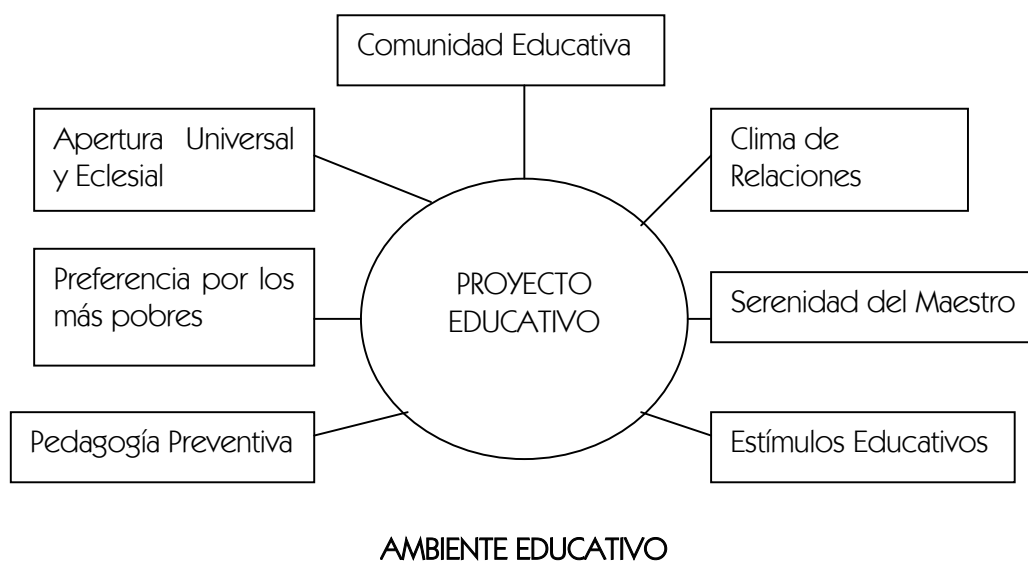 Comunidad Educativa
Apertura Universal
y Eclesial
Clima de
Relaciones
Preferencia por los
más pobres
PROYECTO
EDUCATIVO
Serenidad del Maestro
Pedagogía Preventiva
Estímulos Educativos
AMBIENTE EDUCATIVO